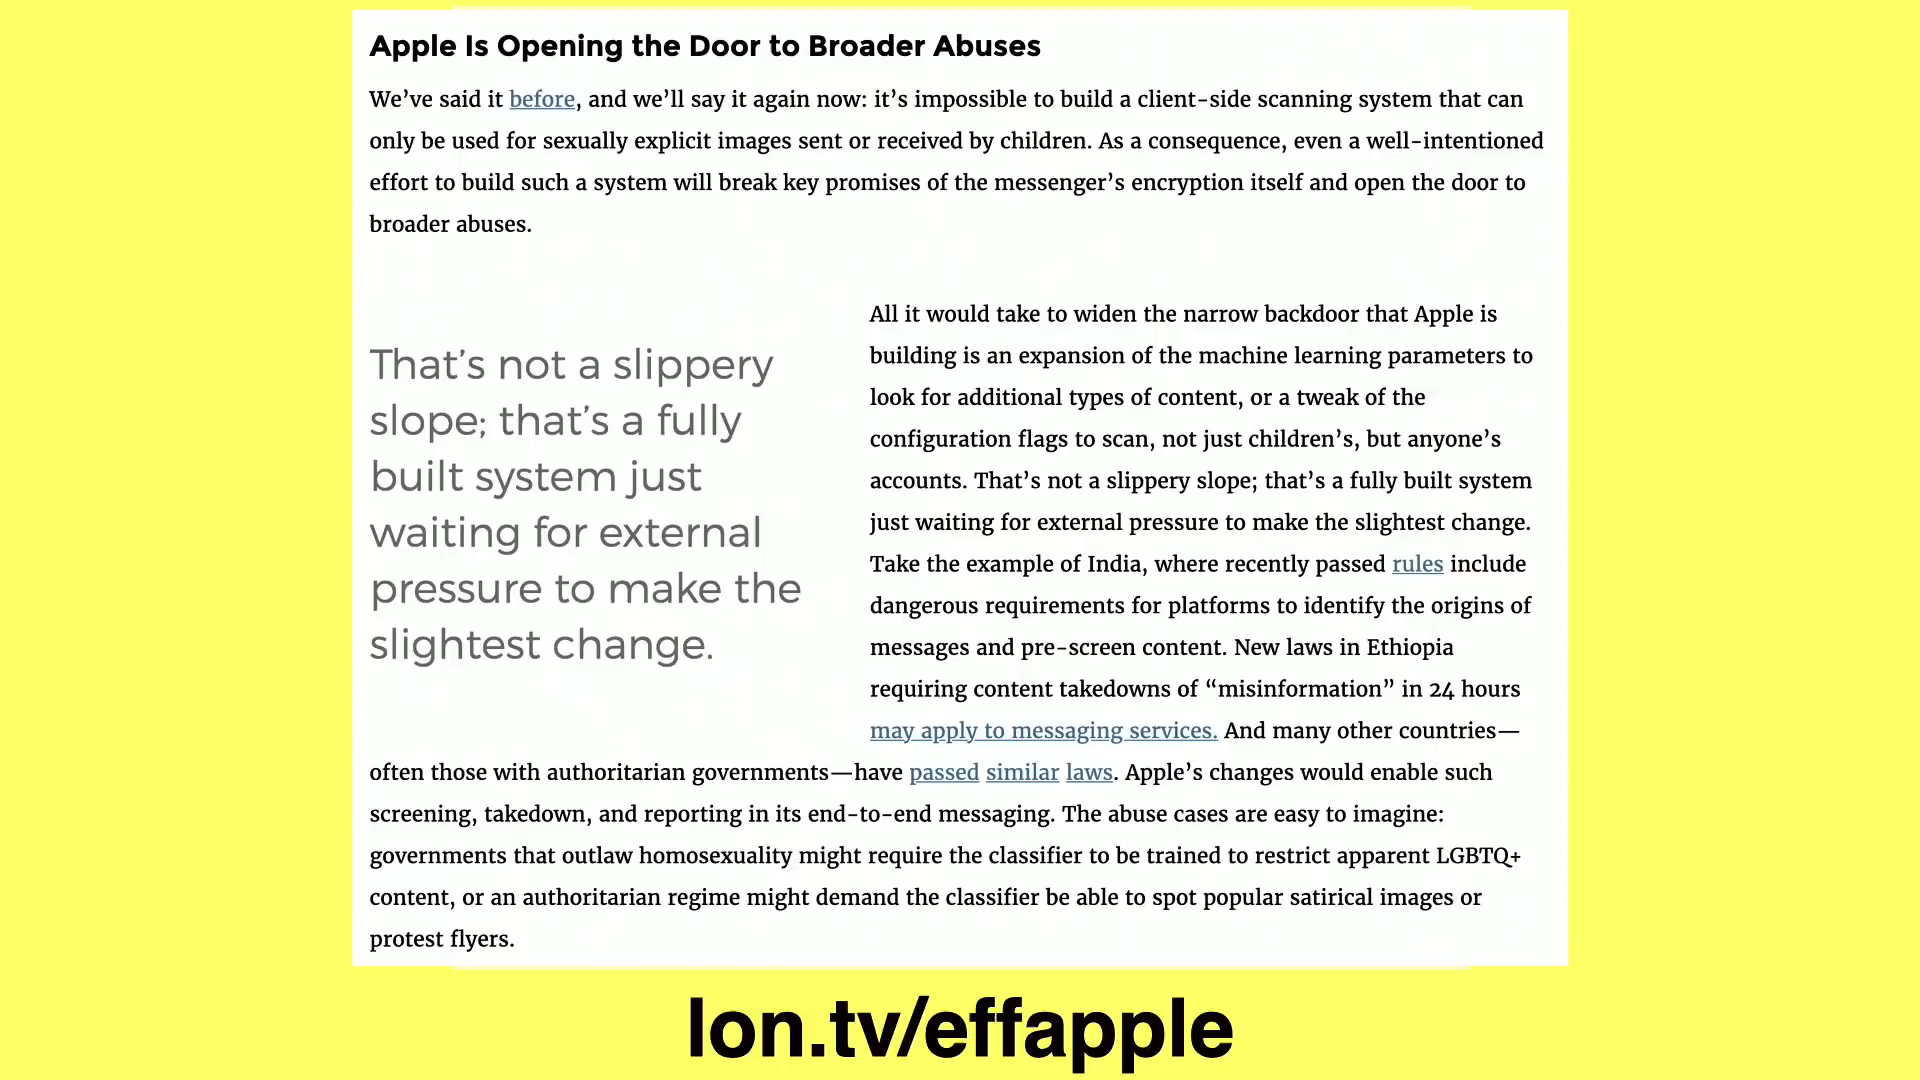 Apple Is Opening the Door to Broader Abuses
We’ve said it before, and we’ll say it again now: it’s impossible to build a client-side scanning system that can
only be used for sexually explicit images sent or received by children. As a consequence, even a well-intentioned
effort to build such a system will break key promises of the messenger’s encryption itself and open the door to
broader abuses.
That’s not a slippery
slope; that’s a fully
built system just
waiting for external
pressure to make the
slightest change.
All it would take to widen the narrow backdoor that Apple is
building is an expansion of the machine learning parameters to
look for additional types of content, or a tweak of the
configuration flags to scan, not just children’s, but anyone’s
accounts. That’s not a slippery slope; that’s a fully built system
just waiting for external pressure to make the slightest change.
Take the example of India, where recently passed rules include
dangerous requirements for platforms to identify the origins of
messages and pre-screen content. New laws in Ethiopia
requiring content takedowns of “misinformation” in 24 hours
may apply to messaging services. And many other countries—
often those with authoritarian governments—have passed similar laws. Apple’s changes would enable such
screening, takedown, and reporting in its end-to-end messaging. The abuse cases are easy to imagine:
governments that outlaw homosexuality might require the classifier to be trained to restrict apparent LGBTQ+
content, or an authoritarian regime might demand the classifier be able to spot popular satirical images or
protest flyers.
lon.tv/effapple